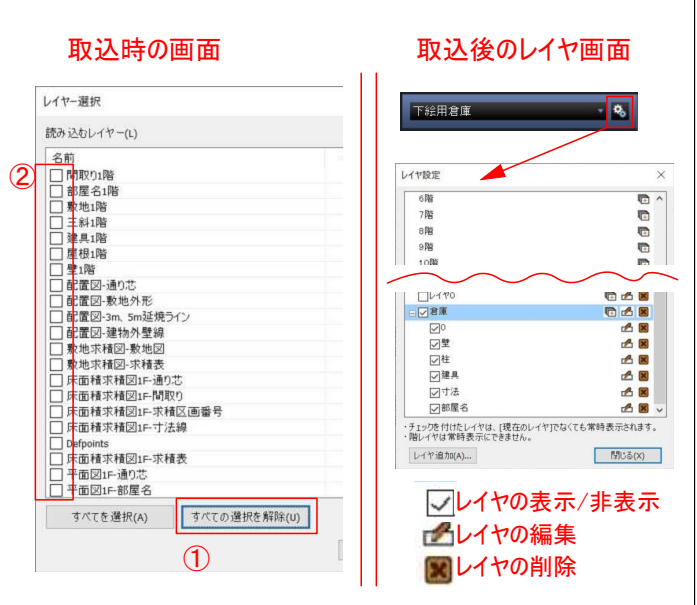 取込時の画面
レイヤー選択
読み込むレイヤー(L)
名前
②
間取り1階
部屋名1階
敷地1階
三斜1階
建具1階
屋根1階
壁1階
配置図-通り芯
配置図-敷地外形
配置図-3m、5m延焼ライン
配置図-建物外壁線
敷地求積図-敷地図
敷地求積図-求積表
床面積求積図1F-通り芯
床面積求積図1F-間取り
床面積求積図1F-求積区画番号
床面積求積図1F-寸法線
Defpoints
床面積求積図1F-求積表
平面図1F-通り芯
平面図1F-部屋名
すべてを選択(A)
すべての選択を解除(U)
①
取込後のレイヤ画面
下絵用倉庫
レイヤ設定
6階
7階
8階
9階
10階
レイヤ0
倉庫
0
壁
柱
建具
寸法
部屋名
・チェックを付けたレイヤは、[現在のレイヤ]でなくても常時表示されます。
・階レイヤは常時表示にできません。
レイヤ追加(A)...
閉じる(X)
レイヤの表示/非表示
レイヤの編集
レイヤの削除